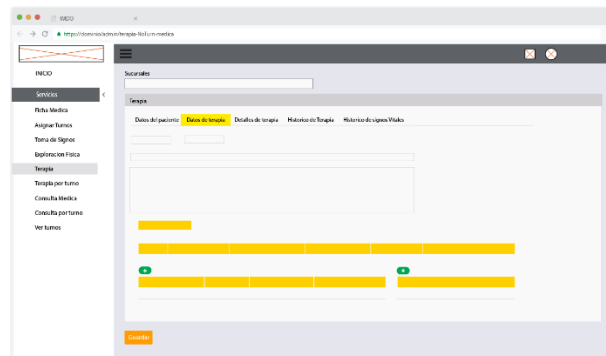 INDO
https://dominio/admin/terapia-NoTurn-medica
INICIO
Servicios
Ficha Medica
Asignar Turnos
Toma de Signos
Exploracion Fisica
Terapia
Terapia por turno
Consulta Medica
Consulta por turno
Ver turnos
Sucursales
Terapia
Datos del paciente Datos de terapia Detalles de terapia Historico de Terapia Historico de signos Vitales
Guardar